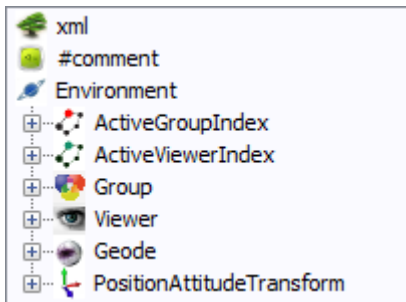 xml
#comment
Environment
ActiveGroupIndex
ActiveViewerIndex
Group
Viewer
Geode
PositionAttitudeTransform